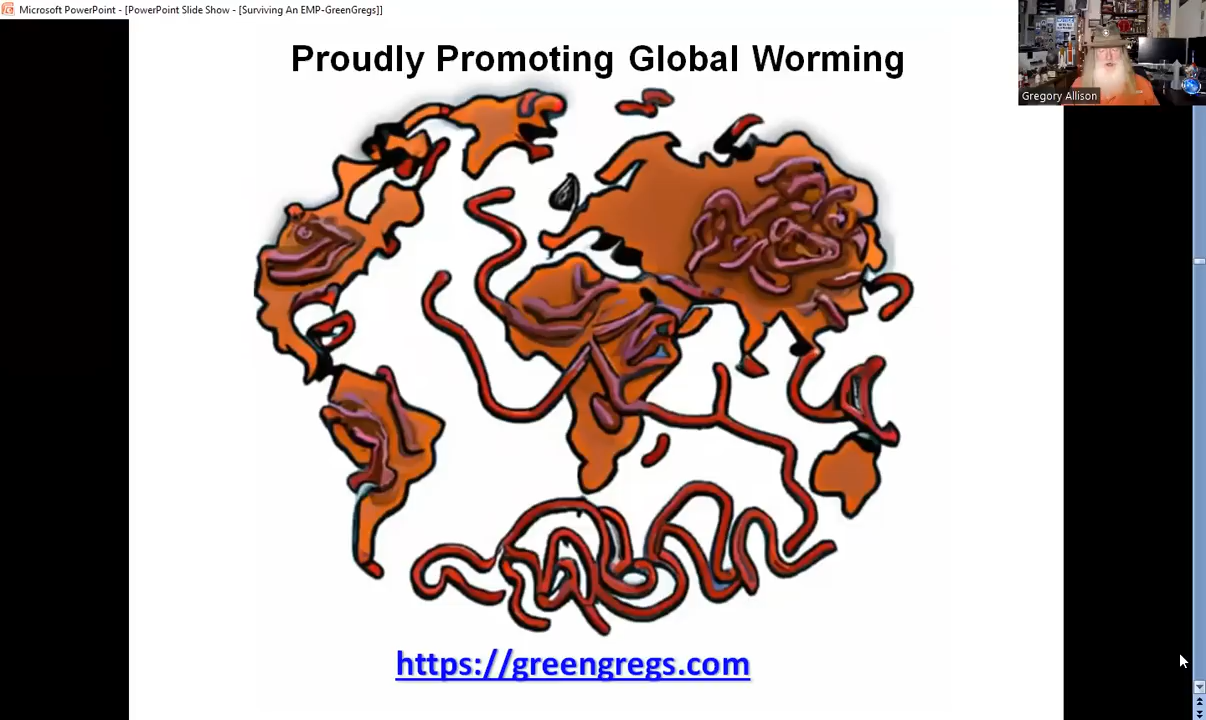 Microsoft PowerPoint - [PowerPoint Slide Show - [Surviving An EMP-GreenGregs]]
Proudly Promoting Global Worming
Gregory Allison
https://greengregs.com